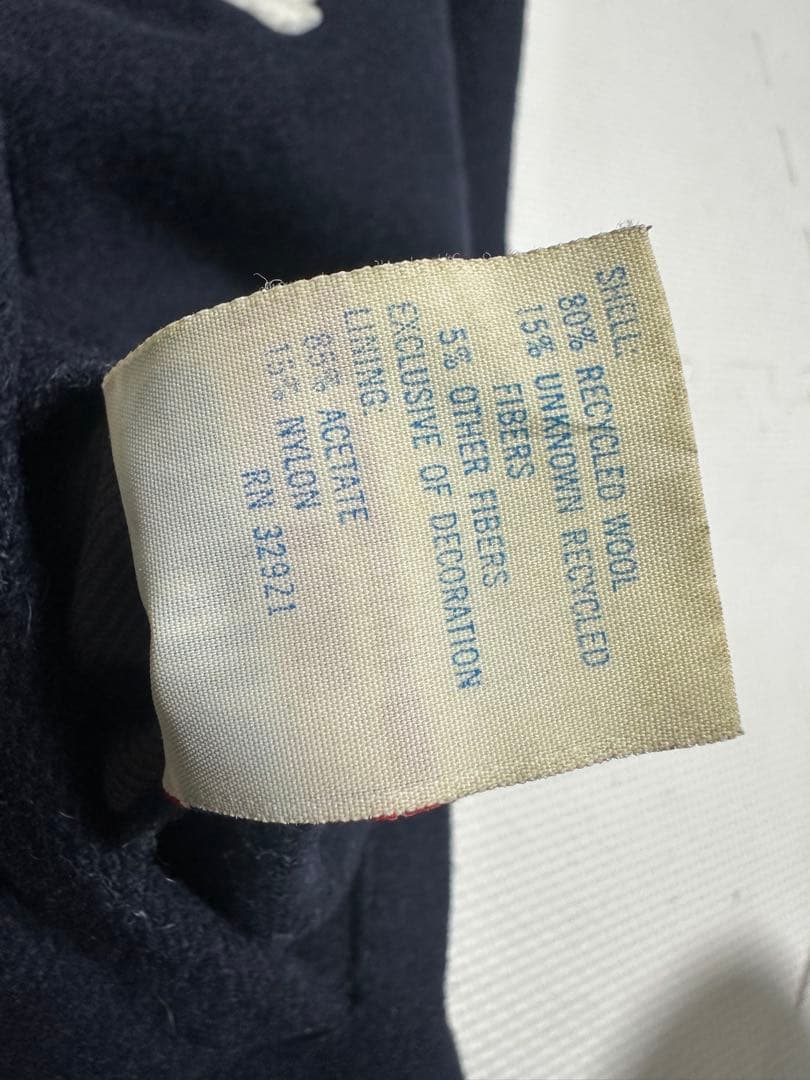 SHELL:
80% RECYCLED WOOL
15% UNKNOWN RECYCLED
FIBERS
5% OTHER FIBERS
EXCLUSIVE OF DECORATION
LINING:
85% ACETATE
15% NYLON
RN 32921